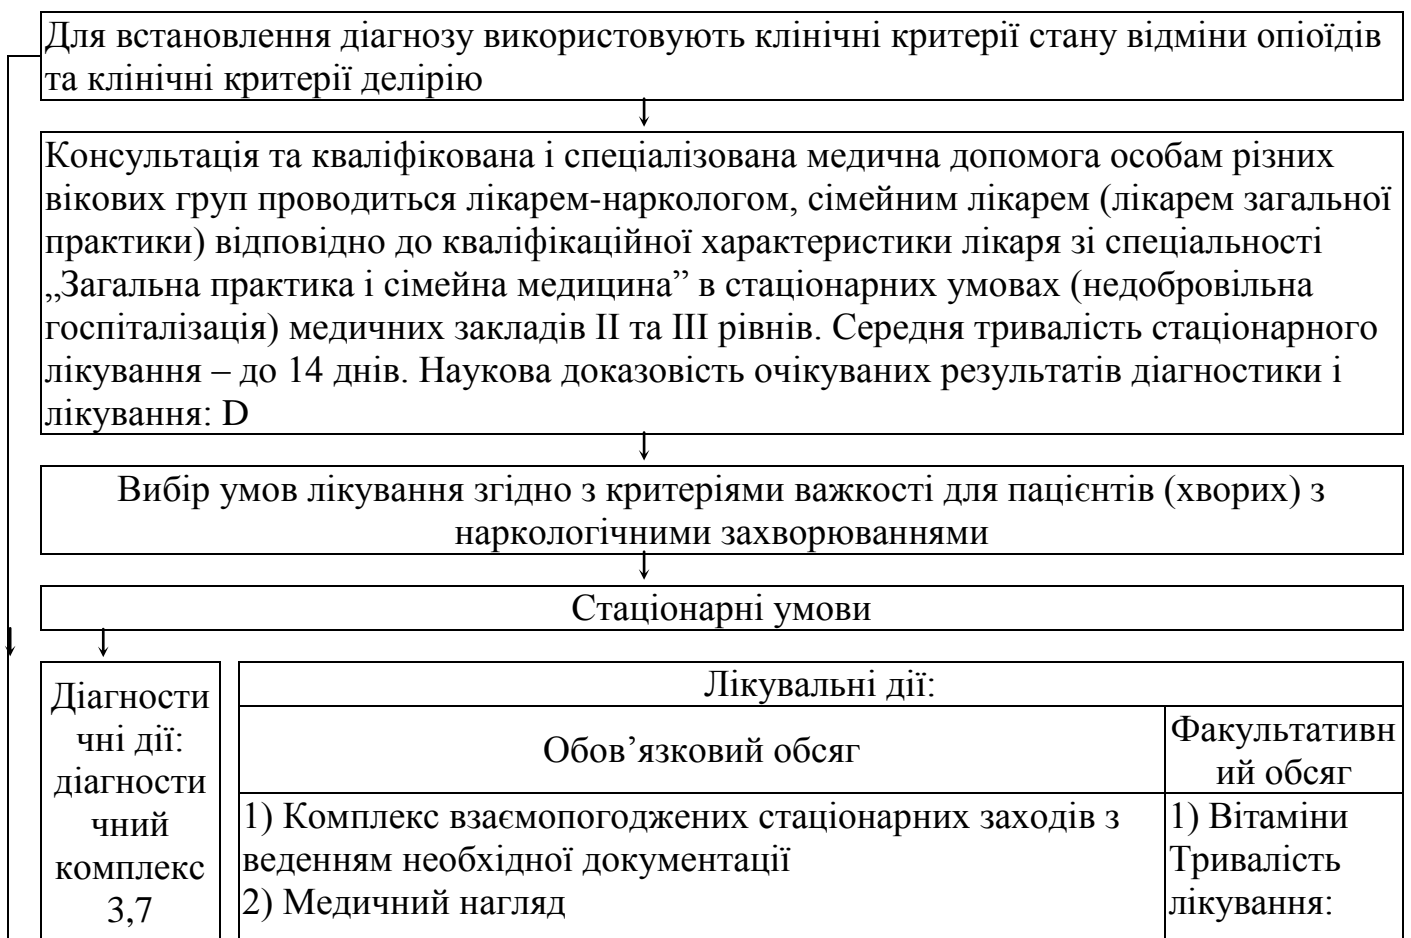 Для встановлення діагнозу використовують клінічні критерії стану відміни опіоїдів
та клінічні критерії делірію
Консультація та кваліфікована і спеціалізована медична допомога особам різних
вікових груп проводиться лікарем-наркологом, сімейним лікарем (лікарем загальної
практики) відповідно до кваліфікаційної характеристики лікаря зі спеціальності
„Загальна практика і сімейна медицина” в стаціонарних умовах (недобровільна
госпіталізація) медичних закладів ІІ та ІІІ рівнів. Середня тривалість стаціонарного
лікування – до 14 днів. Наукова доказовість очікуваних результатів діагностики і
лікування: D
Вибір умов лікування згідно з критеріями важкості для пацієнтів (хворих) з
наркологічними захворюваннями
Стаціонарні умови
Діагности
чні дії:
діагности
чний
комплекс
3,7
Лікувальні дії:
Обов’язковий обсяг
Факультативн
ий обсяг
1) Комплекс взаємопогоджених стаціонарних заходів з
веденням необхідної документації
2) Медичний нагляд
1) Вітаміни
Тривалість
лікування: